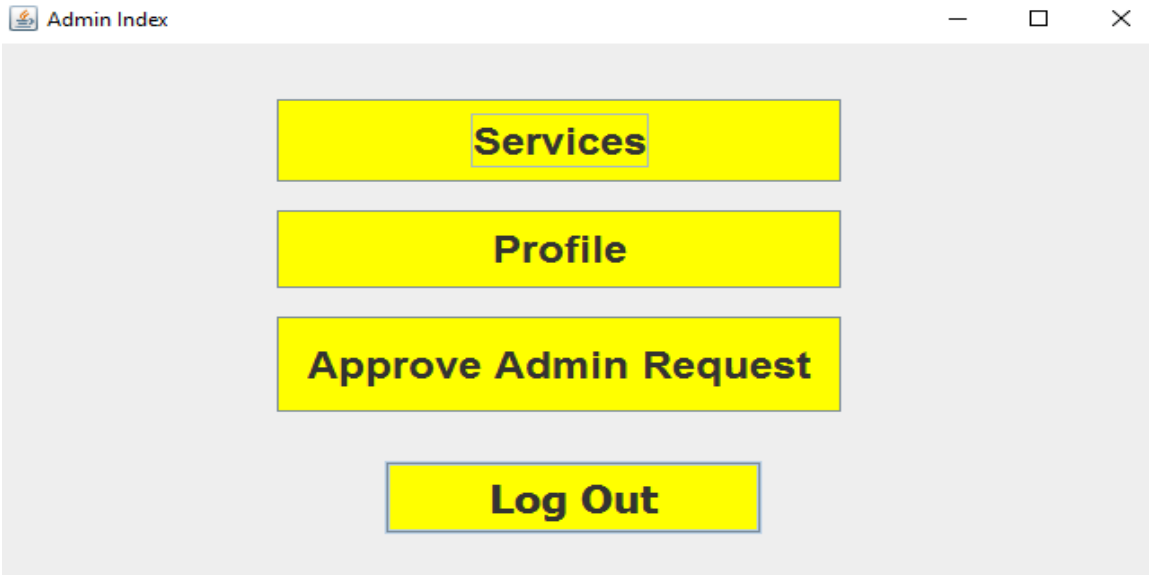 Admin Index
Services
Profile
Approve Admin Request
Log Out